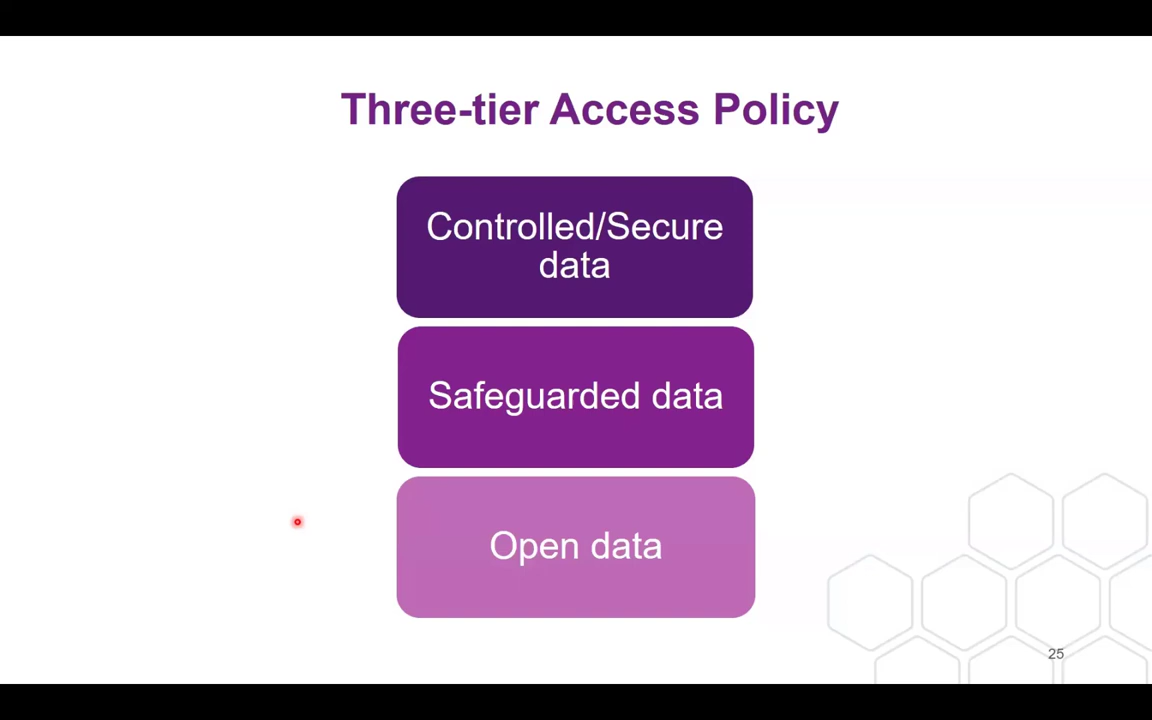 Three-tier Access Policy
Controlled/Secure
data
Safeguarded data
Open data
25